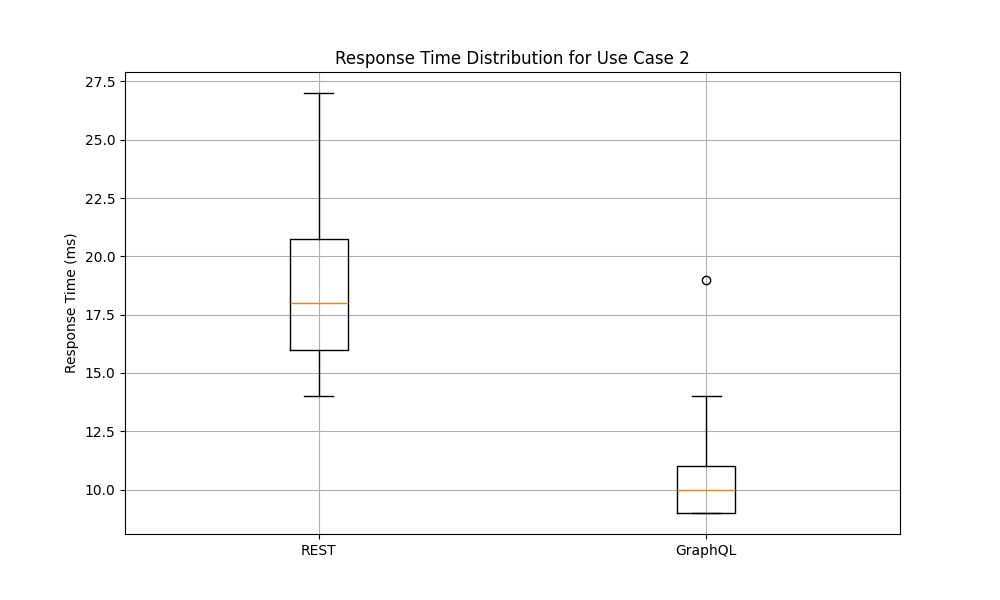 Response Time Distribution for Use Case 2
Response Time (ms)
27.5
25.0
22.5
20.0
17.5
15.0
12.5
10.0
REST
GraphQL